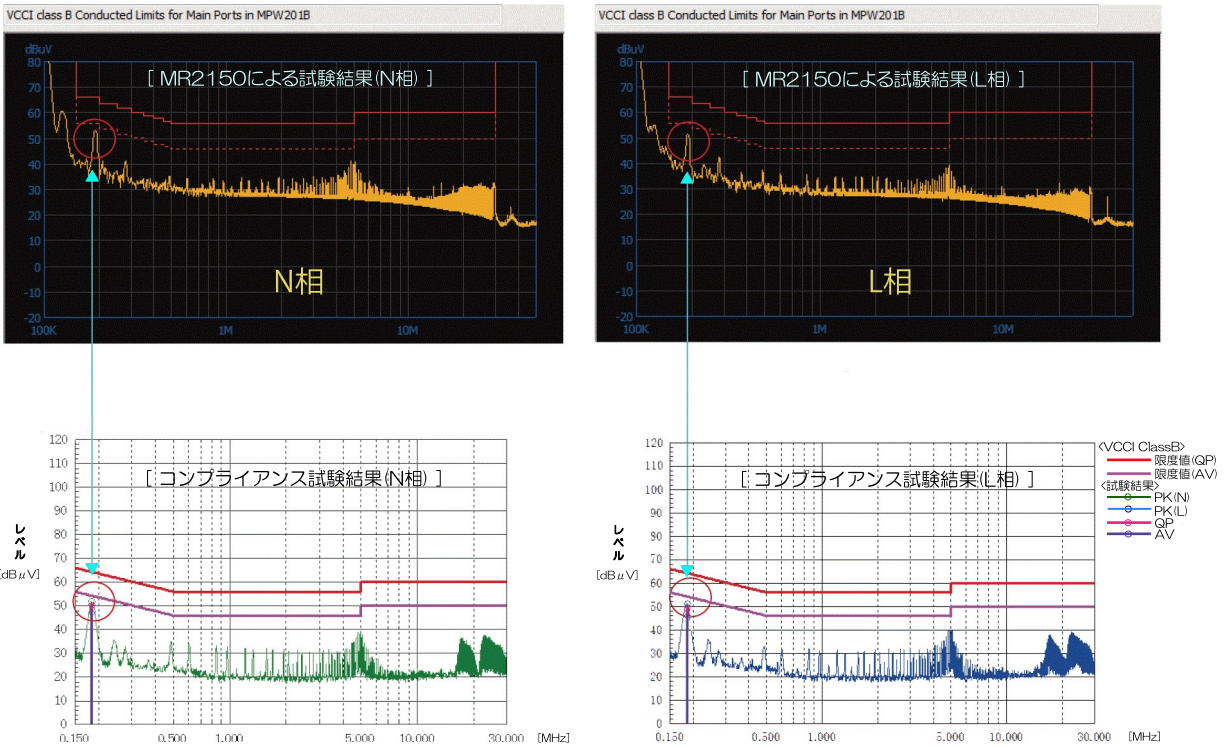 VCCI class B Conducted Limits for Main Ports in MPW201B
dBuV
[ MR2150による試験結果(N相) ]
80
70
60
50
40
30
20
10
0
-10
-20
N相
100K 1M 10M
VCCI class B Conducted Limits for Main Ports in MPW201B
dBuV
[ MR2150による試験結果(L相) ]
80
70
60
50
40
30
20
10
0
-10
-20
L相
100K 1M 10M
[ コンプライアンス試験結果(N相) ]
120
110
100
90
80
70
60
50
40
30
20
10
0
レベル
[dBμV]
0.150 0.500 1.000 5.000 10.000 30.000 [MHz]
[ コンプライアンス試験結果(L相) ]
120
110
100
90
80
70
60
50
40
30
20
10
0
レベル
[dBμV]
0.150 0.500 1.000 5.000 10.000 30.000 [MHz]
<VCCI ClassB>
限度値(QP)
限度値(AV)
<試験結果>
PK(N)
PK(L)
QP
AV